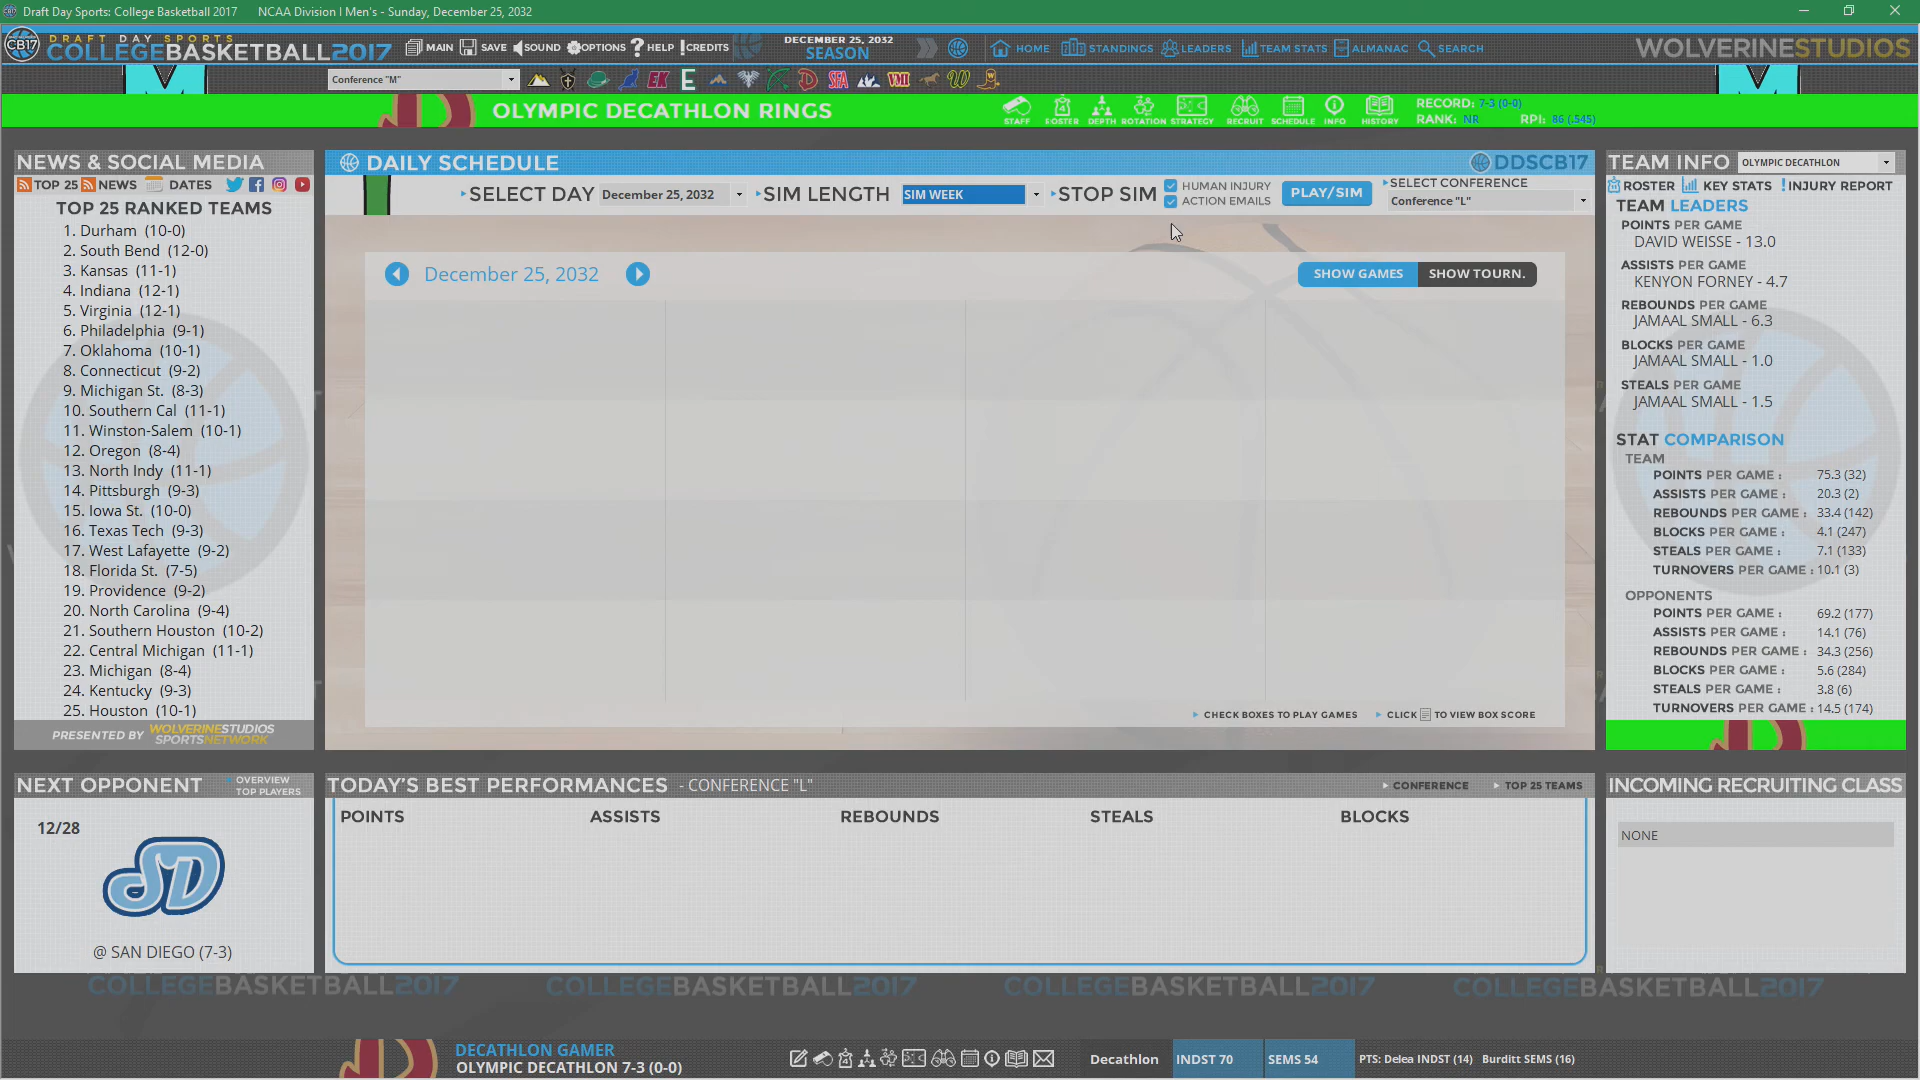 Draft Day Sports: College Basketball 2017 NCAA Division I Men's - Sunday, December 25, 2032
CB17 DRAFT DAY SPORTS
COLLEGEBASKETBALL2017
MAIN SAVE SOUND OPTIONS HELP CREDITS
DECEMBER 25, 2032
SEASON
HOME STANDINGS LEADERS TEAM STATS ALMANAC SEARCH
WOLVERINESTUDIOS
Conference "M"
OLYMPIC DECATHLON RINGS
STAFF ROSTER DEPTH ROTATION STRATEGY RECRUIT SCHEDULE INFO HISTORY
RECORD: 7-3 (0-0)
RANK: NR RPI: 86 (.545)
NEWS & SOCIAL MEDIA
TOP 25 NEWS DATES
TOP 25 RANKED TEAMS
1. Durham (10-0)
2. South Bend (12-0)
3. Kansas (11-1)
4. Indiana (12-1)
5. Virginia (12-1)
6. Philadelphia (9-1)
7. Oklahoma (10-1)
8. Connecticut (9-2)
9. Michigan St. (8-3)
10. Southern Cal (11-1)
11. Winston-Salem (10-1)
12. Oregon (8-4)
13. North Indy (11-1)
14. Pittsburgh (9-3)
15. Iowa St. (10-0)
16. Texas Tech (9-3)
17. West Lafayette (9-2)
18. Florida St. (7-5)
19. Providence (9-2)
20. North Carolina (9-4)
21. Southern Houston (10-2)
22. Central Michigan (11-1)
23. Michigan (8-4)
24. Kentucky (9-3)
25. Houston (10-1)
PRESENTED BY WOLVERINESTUDIOS
SPORTSNETWORK
DAILY SCHEDULE
DDSCB17
SELECT DAY December 25, 2032 SIM LENGTH SIM WEEK STOP SIM
HUMAN INJURY
ACTION EMAILS
PLAY/SIM
SELECT CONFERENCE
Conference "L"
December 25, 2032
SHOW GAMES SHOW TOURN.
CHECK BOXES TO PLAY GAMES CLICK TO VIEW BOX SCORE
TEAM INFO OLYMPIC DECATHLON
ROSTER KEY STATS INJURY REPORT
TEAM LEADERS
POINTS PER GAME
DAVID WEISSE - 13.0
ASSISTS PER GAME
KENYON FORNEY - 4.7
REBOUNDS PER GAME
JAMAAL SMALL - 6.3
BLOCKS PER GAME
JAMAAL SMALL - 1.0
STEALS PER GAME
JAMAAL SMALL - 1.5
STAT COMPARISON
TEAM
POINTS PER GAME : 75.3 (32)
ASSISTS PER GAME : 20.3 (2)
REBOUNDS PER GAME : 33.4 (142)
BLOCKS PER GAME : 4.1 (247)
STEALS PER GAME : 7.1 (133)
TURNOVERS PER GAME : 10.1 (3)
OPPONENTS
POINTS PER GAME : 69.2 (177)
ASSISTS PER GAME : 14.1 (76)
REBOUNDS PER GAME : 34.3 (256)
BLOCKS PER GAME : 5.6 (284)
STEALS PER GAME : 3.8 (6)
TURNOVERS PER GAME : 14.5 (174)
NEXT OPPONENT
OVERVIEW
TOP PLAYERS
12/28
SD
@ SAN DIEGO (7-3)
TODAY'S BEST PERFORMANCES - CONFERENCE "L"
CONFERENCE TOP 25 TEAMS
POINTS ASSISTS REBOUNDS STEALS BLOCKS
INCOMING RECRUITING CLASS
NONE
COLLEGEBASKETBALL2017 COLLEGEBASKETBALL2017 COLLEGEBASKETBALL2017 COLLEGEBASKETBALL2017
DECATHLON GAMER
OLYMPIC DECATHLON 7-3 (0-0)
Decathlon INDST 70 SEMS 54 PTS: Delea INDST (14) Burditt SEMS (16)